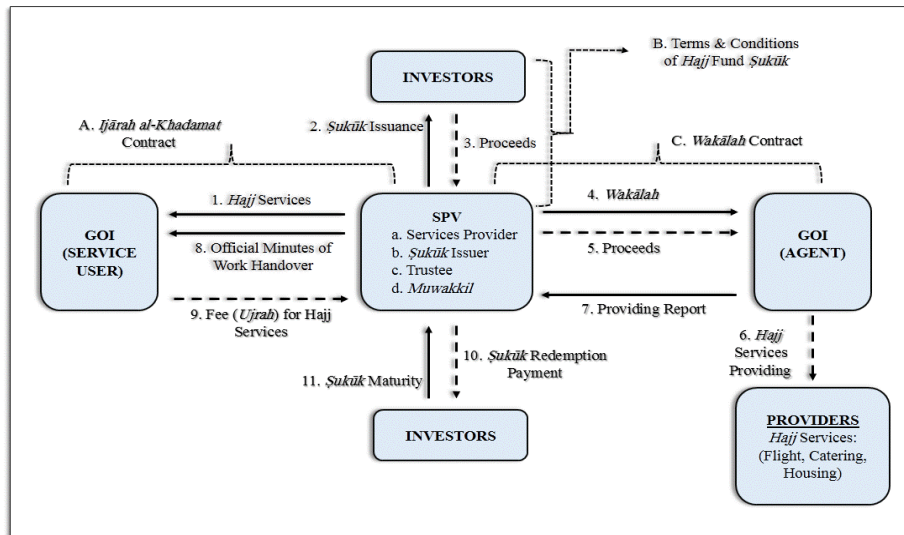 INVESTORS
B. Terms & Conditions
of Hajj Fund Ṣukūk
A. Ijārah al-Khadamat
Contract
2. Ṣukūk Issuance
3. Proceeds
C. Wakālah Contract
1. Hajj Services
4. Wakālah
GOI
(SERVICE
USER)
8. Official Minutes of
Work Handover
SPV
a. Services Provider
b. Ṣukūk Issuer
c. Trustee
d. Muwakkil
5. Proceeds
GOI
(AGENT)
9. Fee (Ujrah) for Hajj
Services
7. Providing Report
11. Ṣukūk Maturity
10. Ṣukūk Redemption
Payment
6. Hajj
Services
Providing
INVESTORS
PROVIDERS
Hajj Services:
(Flight, Catering,
Housing)